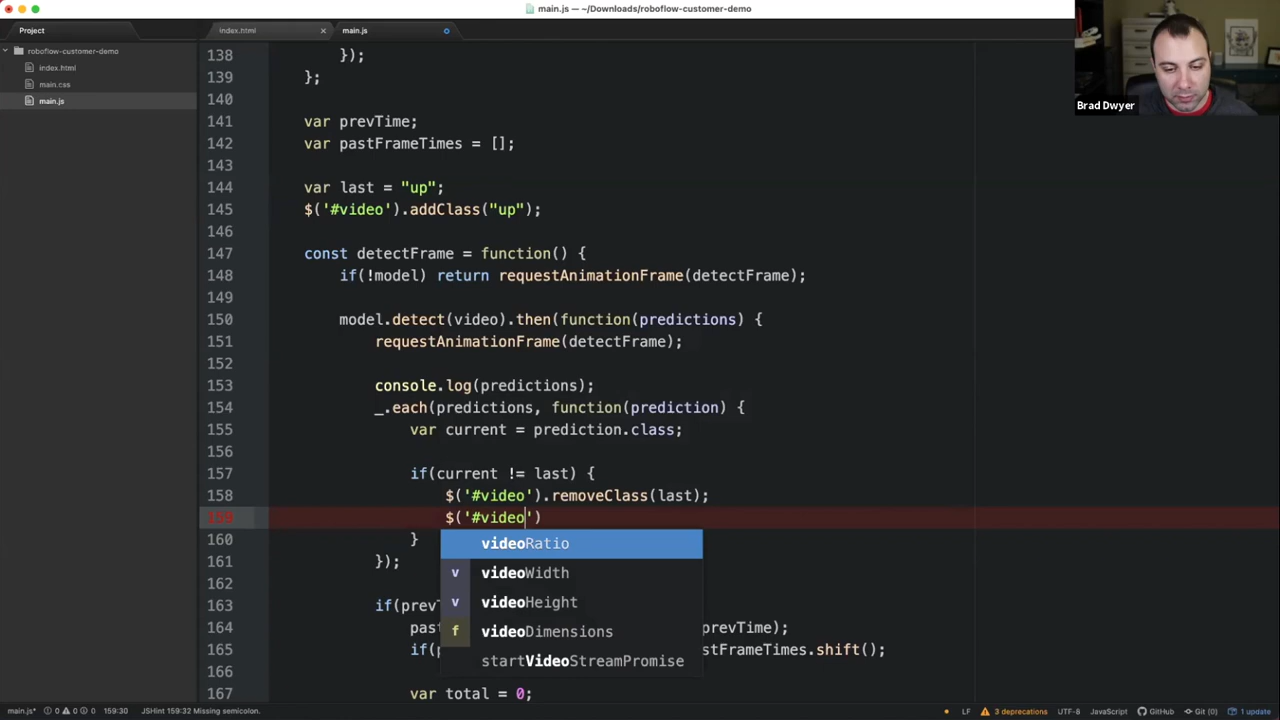 main.js — ~/Downloads/roboflow-customer-demo
Project
index.html
main.js
roboflow-customer-demo
index.html
main.css
main.js
Brad Dwyer
138 });
139 };
140
141 var prevTime;
142 var pastFrameTimes = [];
143
144 var last = "up";
145 $('#video').addClass("up");
146
147 const detectFrame = function() {
148 if(!model) return requestAnimationFrame(detectFrame);
149
150 model.detect(video).then(function(predictions) {
151 requestAnimationFrame(detectFrame);
152
153 console.log(predictions);
154 _.each(predictions, function(prediction) {
155 var current = prediction.class;
156
157 if(current != last) {
158 $('#video').removeClass(last);
159 $('#video')
160 }
161 });
162
163 if(prevT
164 past prevTime);
165 if(p astFrameTimes.shift();
166
167 var total = 0;
videoRatio
v videoWidth
v videoHeight
f videoDimensions
startVideoStreamPromise
main.js* 0 0 0 159:30 JSHint 159:32 Missing semicolon. LF 3 deprecations UTF-8 JavaScript GitHub Git (0) 1 update